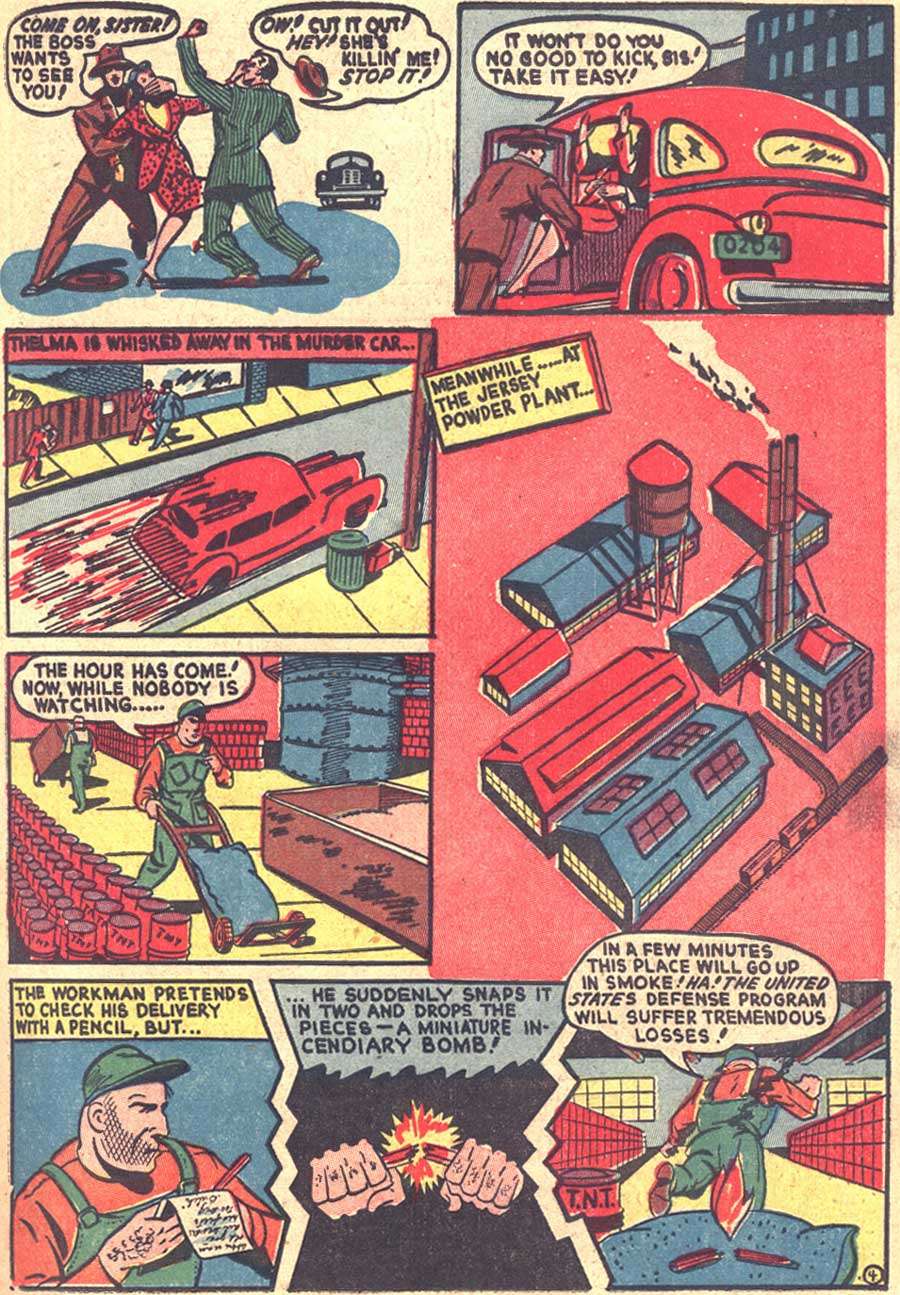 COME ON, SISTER!
THE BOSS
WANTS
TO SEE
YOU!
OW! CUT IT OUT!
HEY! SHE'S
KILLIN' ME!
STOP IT!
IT WON'T DO YOU
NO GOOD TO KICK, SIS!
TAKE IT EASY!
0204
THELMA IS WHISKED AWAY IN THE MURDER CAR...
MEANWHILE.....AT
THE JERSEY
POWDER PLANT...
THE HOUR HAS COME!
NOW, WHILE NOBODY IS
WATCHING.....
TNT
TNT
TNT
THE WORKMAN PRETENDS
TO CHECK HIS DELIVERY
WITH A PENCIL, BUT...
... HE SUDDENLY SNAPS IT
IN TWO AND DROPS THE
PIECES — A MINIATURE IN-
CENDIARY BOMB!
IN A FEW MINUTES
THIS PLACE WILL GO UP
IN SMOKE! HA! THE UNITED
STATE'S DEFENSE PROGRAM
WILL SUFFER TREMENDOUS
LOSSES!
T.N.T.
4